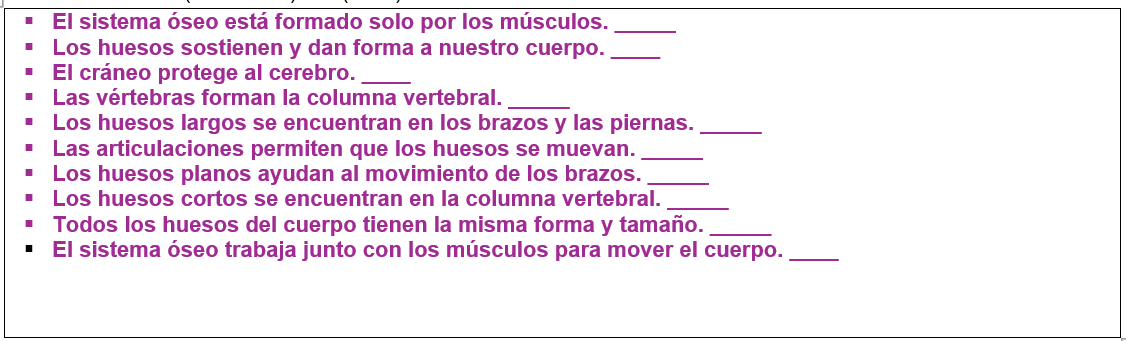 ▪ El sistema óseo está formado solo por los músculos. _____
▪ Los huesos sostienen y dan forma a nuestro cuerpo. ____
▪ El cráneo protege al cerebro. ____
▪ Las vértebras forman la columna vertebral. _____
▪ Los huesos largos se encuentran en los brazos y las piernas. _____
▪ Las articulaciones permiten que los huesos se muevan. _____
▪ Los huesos planos ayudan al movimiento de los brazos. _____
▪ Los huesos cortos se encuentran en la columna vertebral. _____
▪ Todos los huesos del cuerpo tienen la misma forma y tamaño. _____
▪ El sistema óseo trabaja junto con los músculos para mover el cuerpo. ____